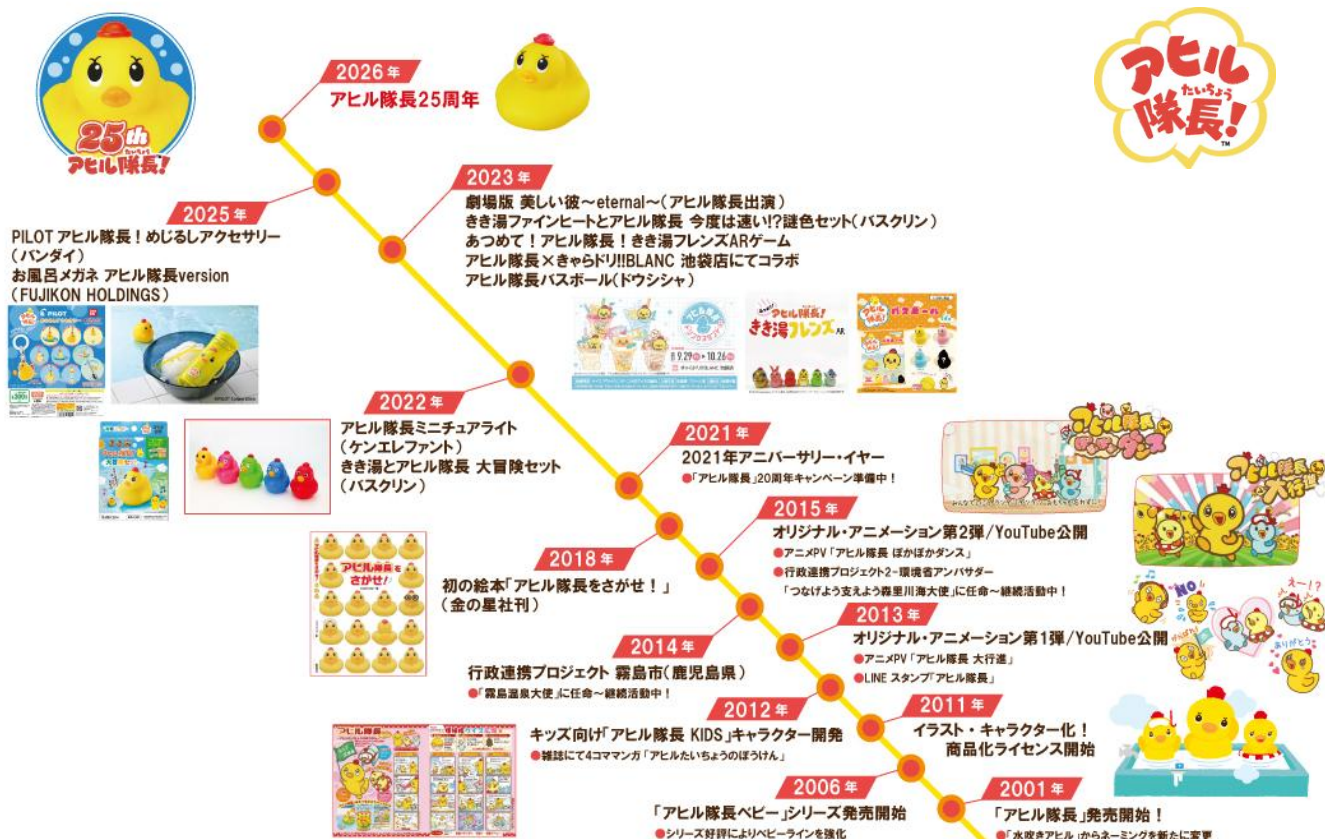 25th
たいちょう
アヒル隊長!
アヒル
たいちょう
隊長!
TM
2026年
アヒル隊長25周年
2025年
PILOT アヒル隊長！めじるしアクセサリー
（バンダイ）
お風呂メガネ アヒル隊長version
（FUJIKON HOLDINGS）
2023年
劇場版 美しい彼～eternal～（アヒル隊長出演）
きき湯ファインヒートとアヒル隊長 今度は速い!?謎色セット（バスクリン）
あつめて！アヒル隊長！きき湯フレンズARゲーム
アヒル隊長×きゃらドリ!!BLANC 池袋店にてコラボ
アヒル隊長バスボール（ドウシシャ）
PILOT
9.29 10.26
アヒル隊長!
きき湯フレンズAR
2022年
アヒル隊長ミニチュアライト
（ケンエレファント）
きき湯とアヒル隊長 大冒険セット
（バスクリン）
2021年
2021年アニバーサリー・イヤー
●「アヒル隊長」20周年キャンペーン準備中！
アヒル隊長
ぽかぽかダンス
アヒル隊長
大行進
2018年
初の絵本「アヒル隊長をさがせ！」
（金の星社刊）
アヒル隊長を
さがせ!
2015年
オリジナル・アニメーション第2弾/YouTube公開
●アニメPV「アヒル隊長 ぽかぽかダンス」
●行政連携プロジェクト2-環境省アンバサダー
「つなげよう支えよう森里川海大使」に任命～継続活動中！
2014年
行政連携プロジェクト 霧島市（鹿児島県）
●「霧島温泉大使」に任命～継続活動中！
2013年
オリジナル・アニメーション第1弾/YouTube公開
●アニメPV「アヒル隊長 大行進」
●LINE スタンプ「アヒル隊長」
NO
えー!?
がんばれ!
ありがとう
2012年
キッズ向け「アヒル隊長 KIDS」キャラクター開発
●雑誌にて4コママンガ「アヒルたいちょうのぼうけん」
アヒル隊長
2011年
イラスト・キャラクター化！
商品化ライセンス開始
2006年
「アヒル隊長ベビー」シリーズ発売開始
●シリーズ好評によりベビーラインを強化
2001年
「アヒル隊長」発売開始！
●「水吹きアヒル」からネーミングを新たに変更